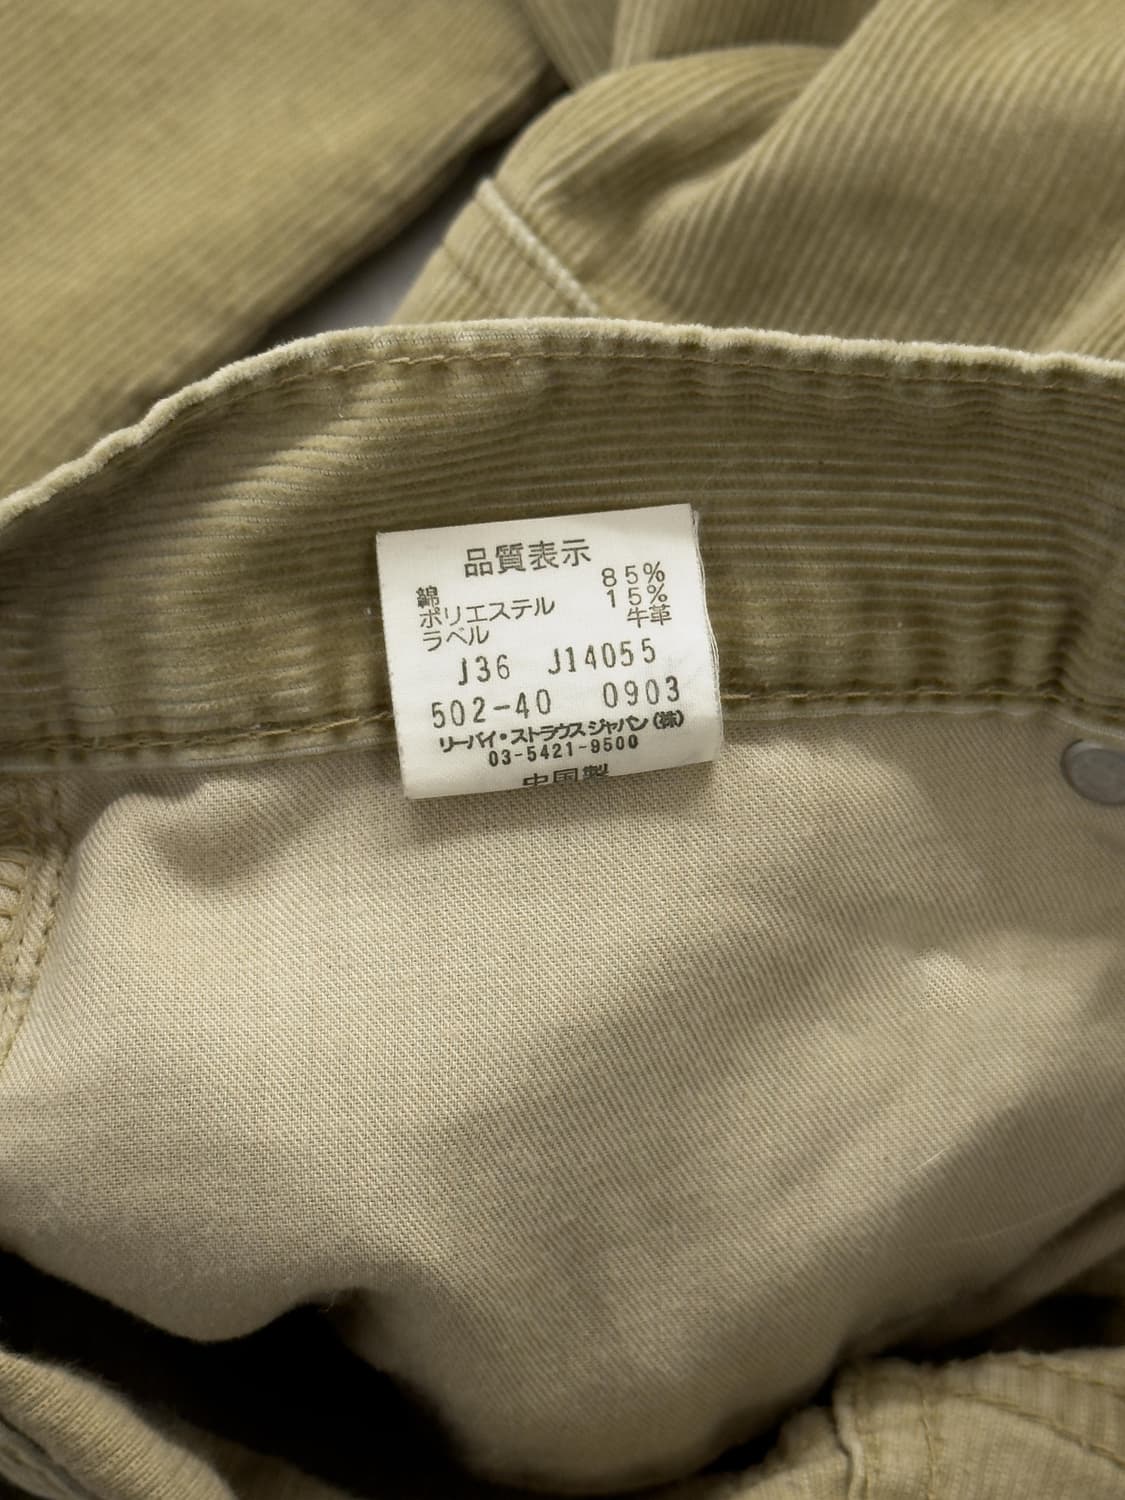 品質表示
綿 85%
ポリエステル 15%
ラベル 牛革
J36 J14055
502-40 0903
リーバイ・ストラウスジャパン(株)
03-5421-9500
中国製